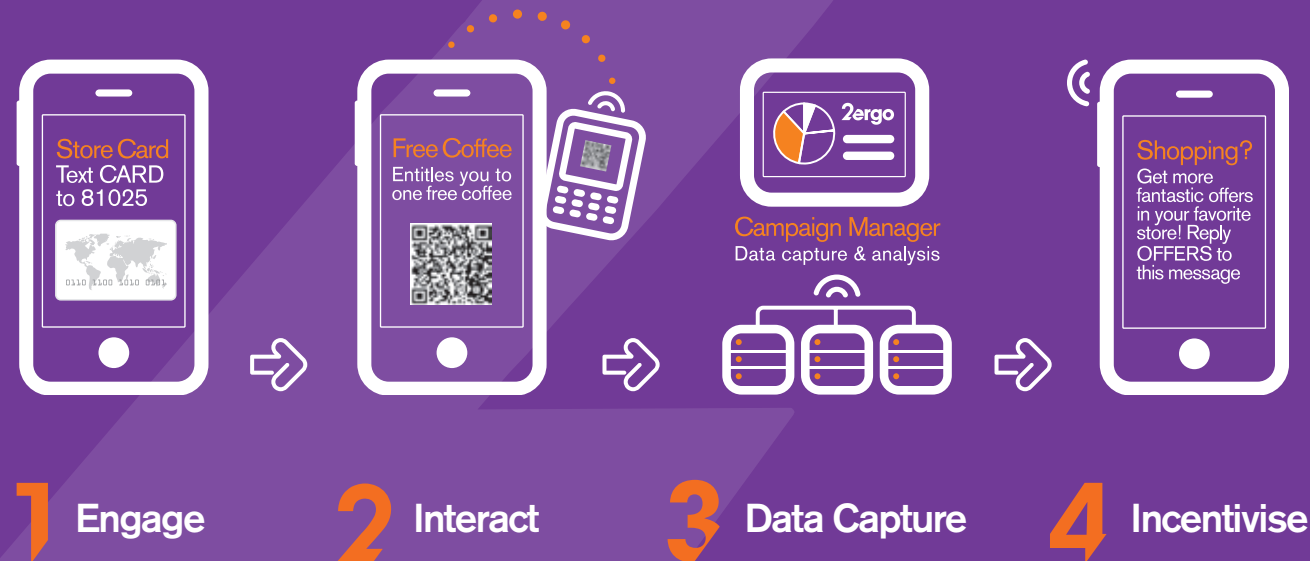 Store Card
Text CARD
to 81025
0110 1100 1010 0101
Free Coffee
Entitles you to
one free coffee
2ergo
Campaign Manager
Data capture & analysis
Shopping?
Get more
fantastic offers
in your favorite
store! Reply
OFFERS to
this message
1 Engage
2 Interact
3 Data Capture
4 Incentivise